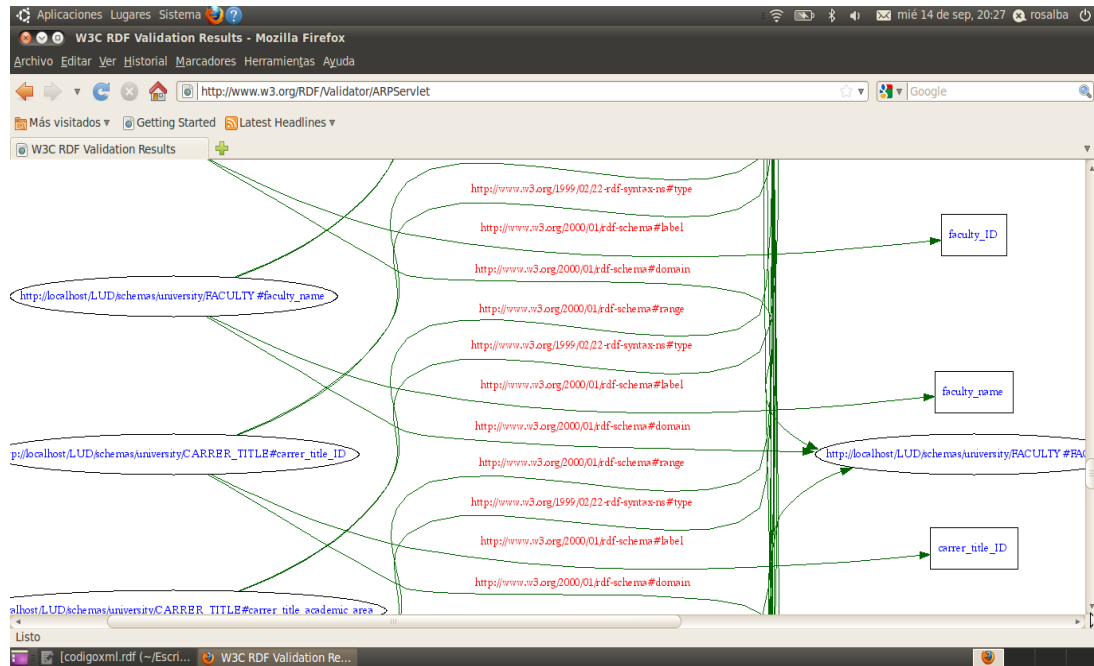 Aplicaciones Lugares Sistema mié 14 de sep, 20:27 rosalba
W3C RDF Validation Results - Mozilla Firefox
Archivo Editar Ver Historial Marcadores Herramientas Ayuda
http://www.w3.org/RDF/Validator/ARPServlet Google
Más visitados Getting Started Latest Headlines
W3C RDF Validation Results
http://www.w3.org/1999/02/22-rdf-syntax-ns#type
http://www.w3.org/2000/01/rdf-schema#label
faculty_ID
http://www.w3.org/2000/01/rdf-schema#domain
http://localhost/LUD/schemas/university/FACULTY #faculty_name
http://www.w3.org/2000/01/rdf-schema#range
http://www.w3.org/1999/02/22-rdf-syntax-ns#type
http://www.w3.org/2000/01/rdf-schema#label
faculty_name
http://www.w3.org/2000/01/rdf-schema#domain
tp://localhost/LUD/schemas/university/CARRER_TITLE#carrer_title_ID
http://localhost/LUD/schemas/university/FACULTY #FAC
http://www.w3.org/2000/01/rdf-schema#range
http://www.w3.org/1999/02/22-rdf-syntax-ns#type
http://www.w3.org/2000/01/rdf-schema#label
carrer_title_ID
http://www.w3.org/2000/01/rdf-schema#domain
alhost/LUD/schemas/university/CARRER_TITLE#carrer_title_academic_area
Listo
[codigoxml.rdf (~/Escri... W3C RDF Validation Re...